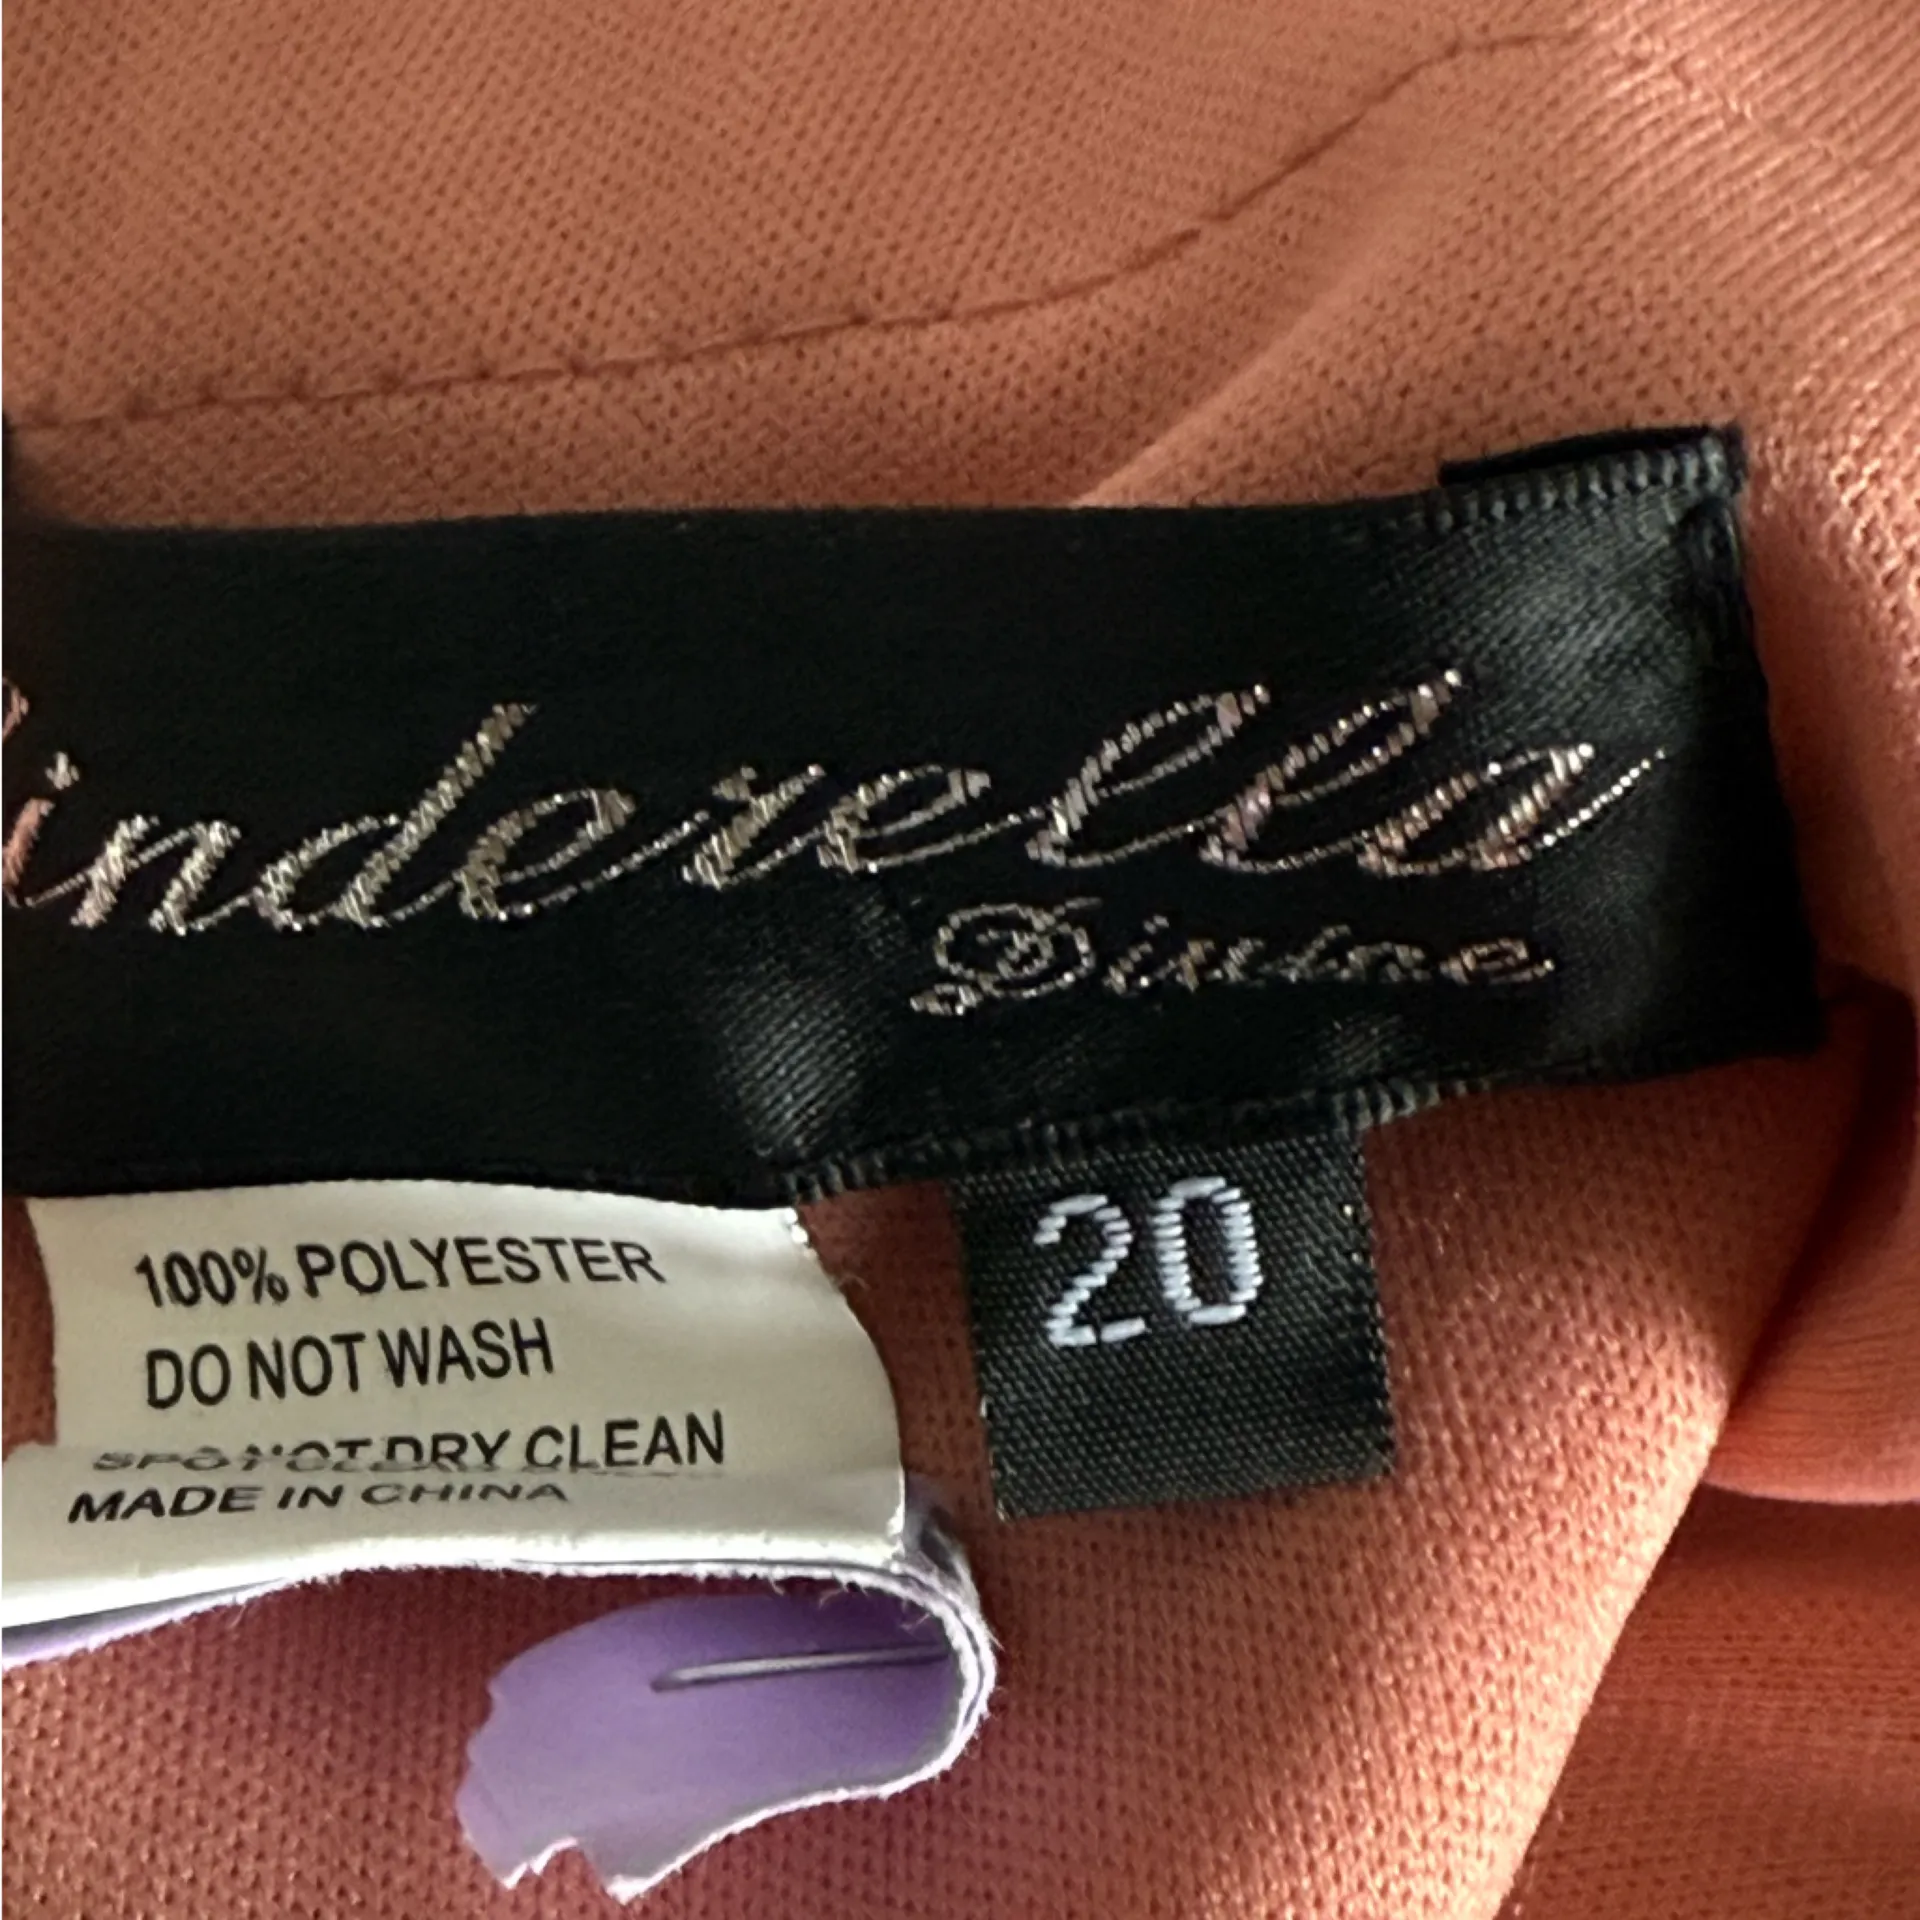 inderella
Divine
20
100% POLYESTER
DO NOT WASH
DRY CLEAN
MADE IN CHINA